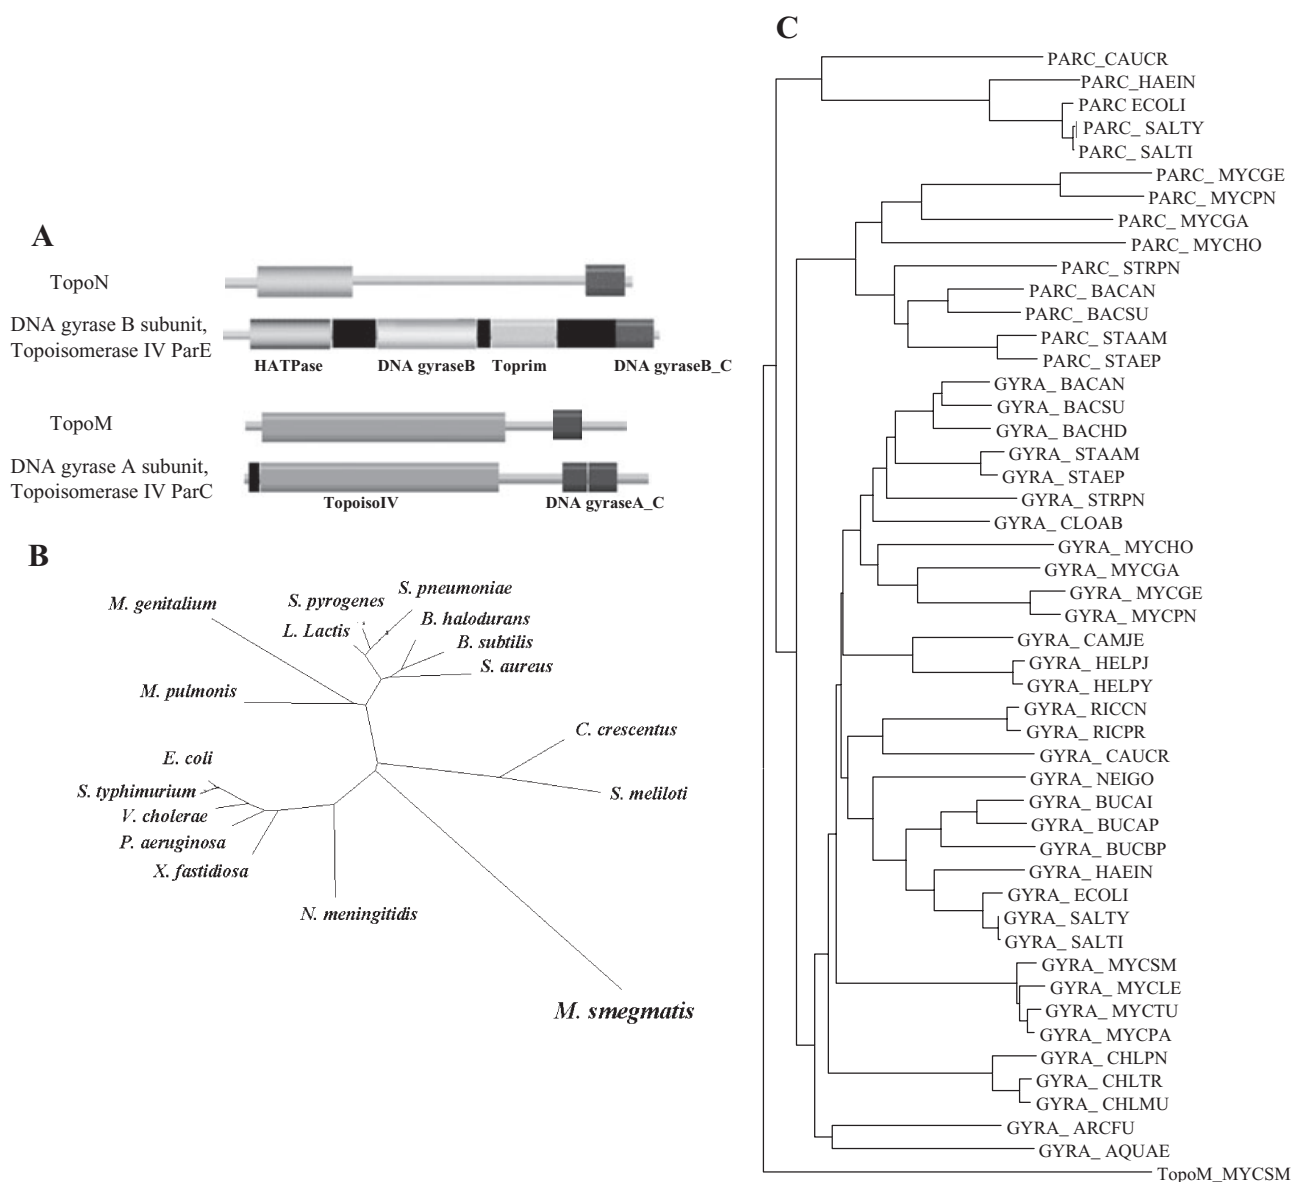 A
TopoN
DNA gyrase B subunit,
Topoisomerase IV ParE
HATPase DNA gyraseB Toprim DNA gyraseB_C
TopoM
DNA gyrase A subunit,
Topoisomerase IV ParC
TopoisoIV DNA gyraseA_C
B
M. genitalium
S. pneumoniae
S. pyrogenes
L. Lactis
B. halodurans
B. subtilis
S. aureus
M. pulmonis
C. crescentus
E. coli
S. typhimurium
S. meliloti
V. cholerae
P. aeruginosa
X. fastidiosa
N. meningitidis
M. smegmatis
C
PARC_CAUCR
PARC_HAEIN
PARC ECOLI
PARC_ SALTY
PARC_ SALTI
PARC_ MYCGE
PARC_ MYCPN
PARC_ MYCGA
PARC_ MYCHO
PARC_ STRPN
PARC_ BACAN
PARC_ BACSU
PARC_ STAAM
PARC_ STAEP
GYRA_ BACAN
GYRA_ BACSU
GYRA_ BACHD
GYRA_ STAAM
GYRA_ STAEP
GYRA_ STRPN
GYRA_ CLOAB
GYRA_ MYCHO
GYRA_ MYCGA
GYRA_ MYCGE
GYRA_ MYCPN
GYRA_ CAMJE
GYRA_ HELPJ
GYRA_ HELPY
GYRA_ RICCN
GYRA_ RICPR
GYRA_ CAUCR
GYRA_ NEIGO
GYRA_ BUCAI
GYRA_ BUCAP
GYRA_ BUCBP
GYRA_ HAEIN
GYRA_ ECOLI
GYRA_ SALTY
GYRA_ SALTI
GYRA_ MYCSM
GYRA_ MYCLE
GYRA_ MYCTU
GYRA_ MYCPA
GYRA_ CHLPN
GYRA_ CHLTR
GYRA_ CHLMU
GYRA_ ARCFU
GYRA_ AQUAE
TopoM_MYCSM